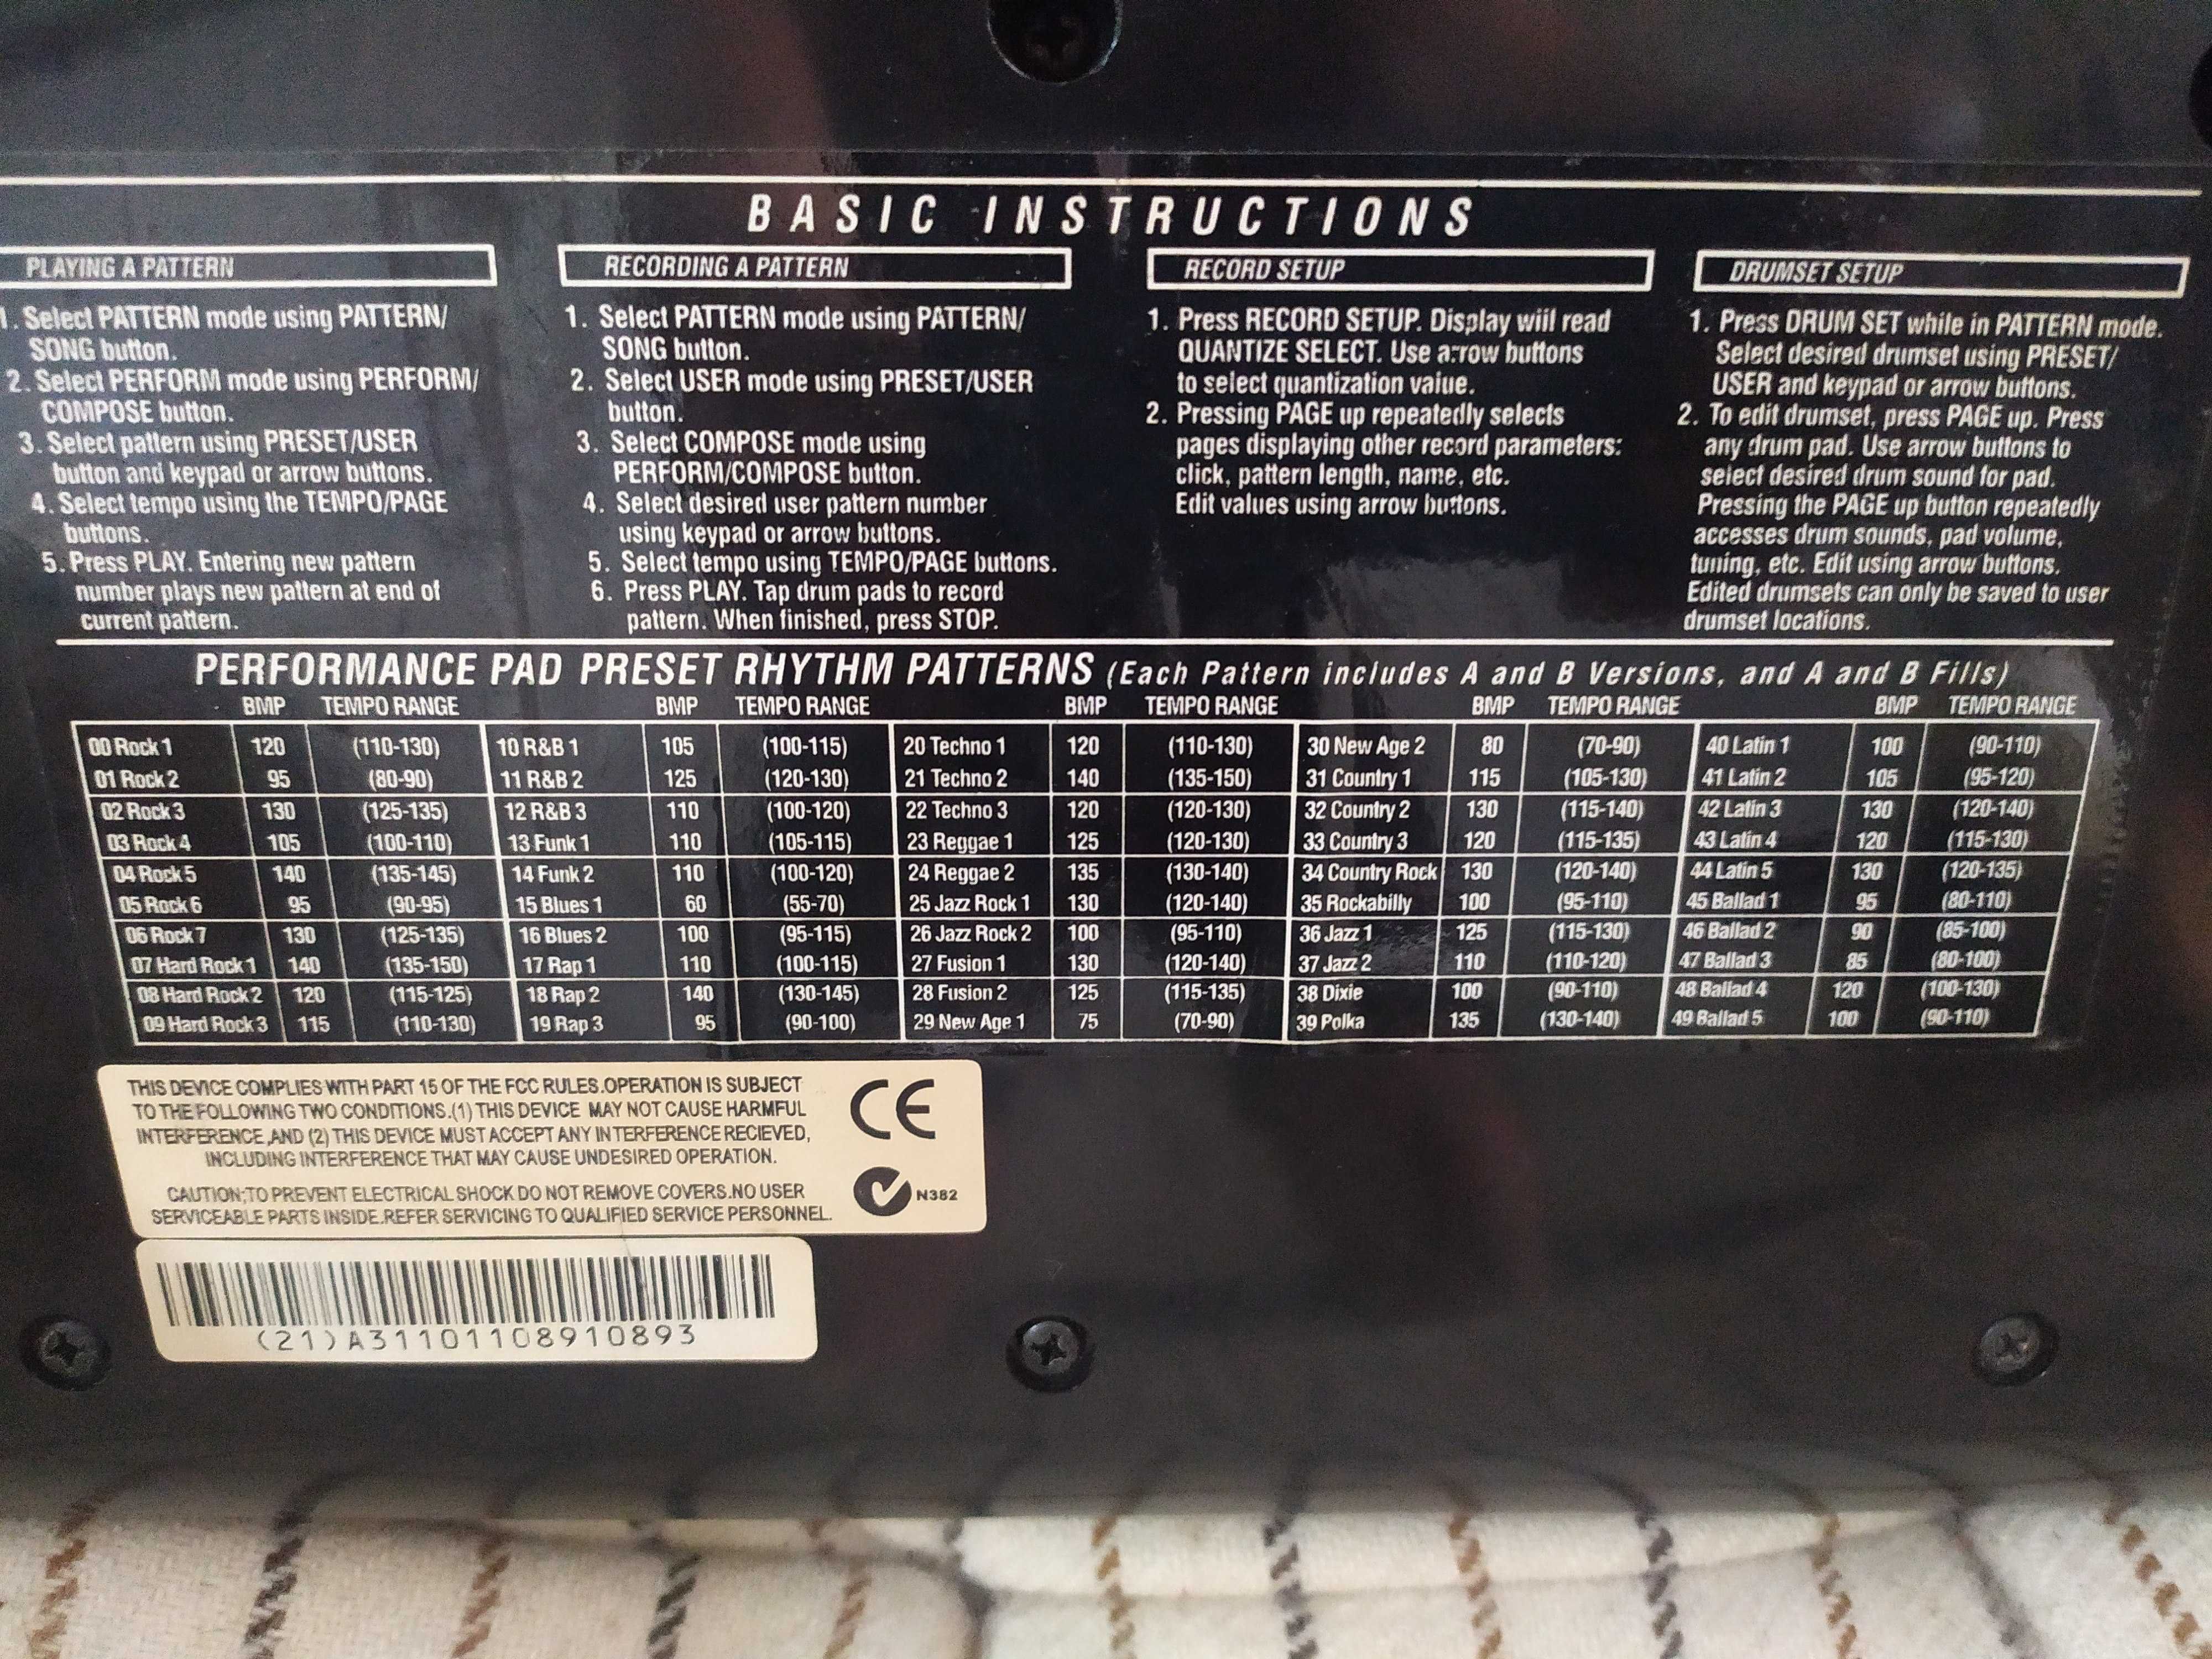 BASIC INSTRUCTIONS
PLAYING A PATTERN
1. Select PATTERN mode using PATTERN/
SONG button.
2. Select PERFORM mode using PERFORM/
COMPOSE button.
3. Select pattern using PRESET/USER
button and keypad or arrow buttons.
4. Select tempo using the TEMPO/PAGE
buttons.
5. Press PLAY. Entering new pattern
number plays new pattern at end of
current pattern.
RECORDING A PATTERN
1. Select PATTERN mode using PATTERN/
SONG button.
2. Select USER mode using PRESET/USER
button.
3. Select COMPOSE mode using
PERFORM/COMPOSE button.
4. Select desired user pattern number
using keypad or arrow buttons.
5. Select tempo using TEMPO/PAGE buttons.
6. Press PLAY. Tap drum pads to record
pattern. When finished, press STOP.
RECORD SETUP
1. Press RECORD SETUP. Display will read
QUANTIZE SELECT. Use arrow buttons
to select quantization value.
2. Pressing PAGE up repeatedly selects
pages displaying other record parameters:
click, pattern length, name, etc.
Edit values using arrow buttons.
DRUMSET SETUP
1. Press DRUM SET while in PATTERN mode.
Select desired drumset using PRESET/
USER and keypad or arrow buttons.
2. To edit drumset, press PAGE up. Press
any drum pad. Use arrow buttons to
select desired drum sound for pad.
Pressing the PAGE up button repeatedly
accesses drum sounds, pad volume,
tuning, etc. Edit using arrow buttons.
Edited drumsets can only be saved to user
drumset locations.
PERFORMANCE PAD PRESET RHYTHM PATTERNS (Each Pattern includes A and B Versions, and A and B Fills)
BMP TEMPO RANGE BMP TEMPO RANGE BMP TEMPO RANGE BMP TEMPO RANGE BMP TEMPO RANGE
00 Rock 1 120 (110-130) 10 R&B 1 105 (100-115) 20 Techno 1 120 (110-130) 30 New Age 2 80 (70-90) 40 Latin 1 100 (90-110)
01 Rock 2 95 (80-90) 11 R&B 2 125 (120-130) 21 Techno 2 140 (135-150) 31 Country 1 115 (105-130) 41 Latin 2 105 (95-120)
02 Rock 3 130 (125-135) 12 R&B 3 110 (100-120) 22 Techno 3 120 (120-130) 32 Country 2 130 (115-140) 42 Latin 3 130 (120-140)
03 Rock 4 105 (100-110) 13 Funk 1 110 (105-115) 23 Reggae 1 125 (120-130) 33 Country 3 120 (115-135) 43 Latin 4 120 (115-130)
04 Rock 5 140 (135-145) 14 Funk 2 110 (100-120) 24 Reggae 2 135 (130-140) 34 Country Rock 130 (120-140) 44 Latin 5 130 (120-135)
05 Rock 6 95 (90-95) 15 Blues 1 60 (55-70) 25 Jazz Rock 1 130 (120-140) 35 Rockabilly 100 (95-110) 45 Ballad 1 95 (80-110)
06 Rock 7 130 (125-135) 16 Blues 2 100 (95-115) 26 Jazz Rock 2 100 (95-110) 36 Jazz 1 125 (115-130) 46 Ballad 2 90 (85-100)
07 Hard Rock 1 140 (135-150) 17 Rap 1 110 (100-115) 27 Fusion 1 130 (120-140) 37 Jazz 2 110 (110-120) 47 Ballad 3 85 (80-100)
08 Hard Rock 2 120 (115-125) 18 Rap 2 140 (130-145) 28 Fusion 2 125 (115-135) 38 Dixie 100 (90-110) 48 Ballad 4 120 (100-130)
09 Hard Rock 3 115 (110-130) 19 Rap 3 95 (90-100) 29 New Age 1 75 (70-90) 39 Polka 135 (130-140) 49 Ballad 5 100 (90-110)
THIS DEVICE COMPLIES WITH PART 15 OF THE FCC RULES.OPERATION IS SUBJECT
TO THE FOLLOWING TWO CONDITIONS.(1) THIS DEVICE MAY NOT CAUSE HARMFUL
INTERFERENCE,AND (2) THIS DEVICE MUST ACCEPT ANY INTERFERENCE RECIEVED,
INCLUDING INTERFERENCE THAT MAY CAUSE UNDESIRED OPERATION.
CAUTION;TO PREVENT ELECTRICAL SHOCK DO NOT REMOVE COVERS.NO USER
SERVICEABLE PARTS INSIDE.REFER SERVICING TO QUALIFIED SERVICE PERSONNEL.
CE
N382
(21)A31101108910893